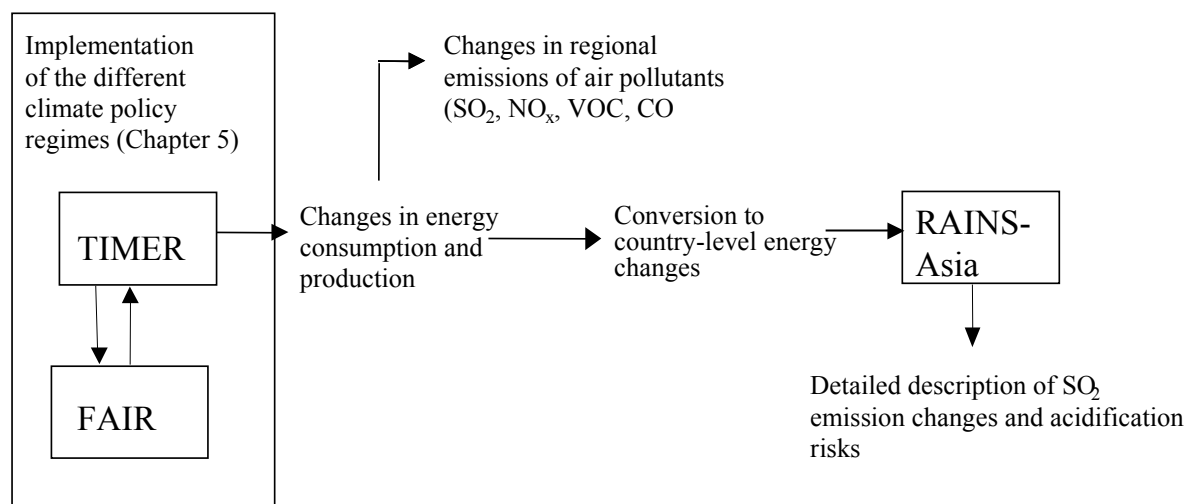 Implementation
of the different
climate policy
regimes (Chapter 5)
TIMER
FAIR
Changes in regional
emissions of air pollutants
(SO₂, NOₓ, VOC, CO
Changes in energy
consumption and
production
Conversion to
country-level energy
changes
RAINS-
Asia
Detailed description of SO₂
emission changes and acidification
risks